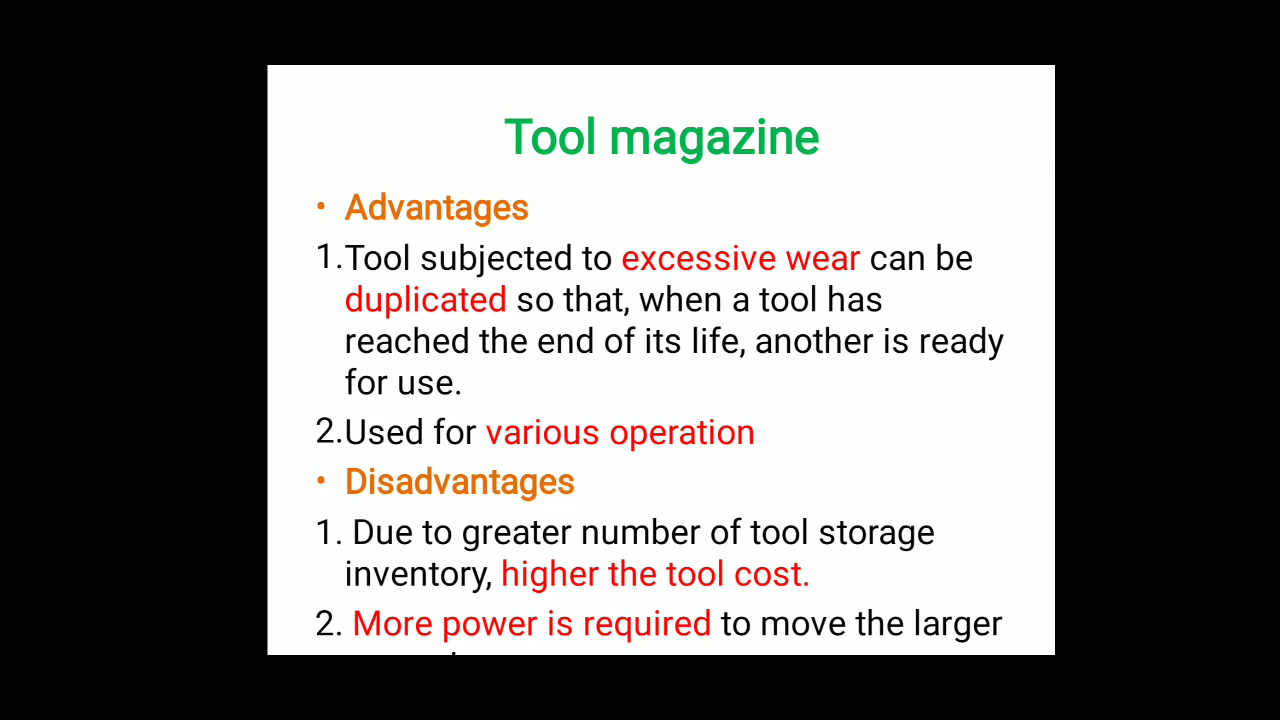 Tool magazine
• Advantages
1.Tool subjected to excessive wear can be
duplicated so that, when a tool has
reached the end of its life, another is ready
for use.
2.Used for various operation
• Disadvantages
1. Due to greater number of tool storage
inventory, higher the tool cost.
2. More power is required to move the larger